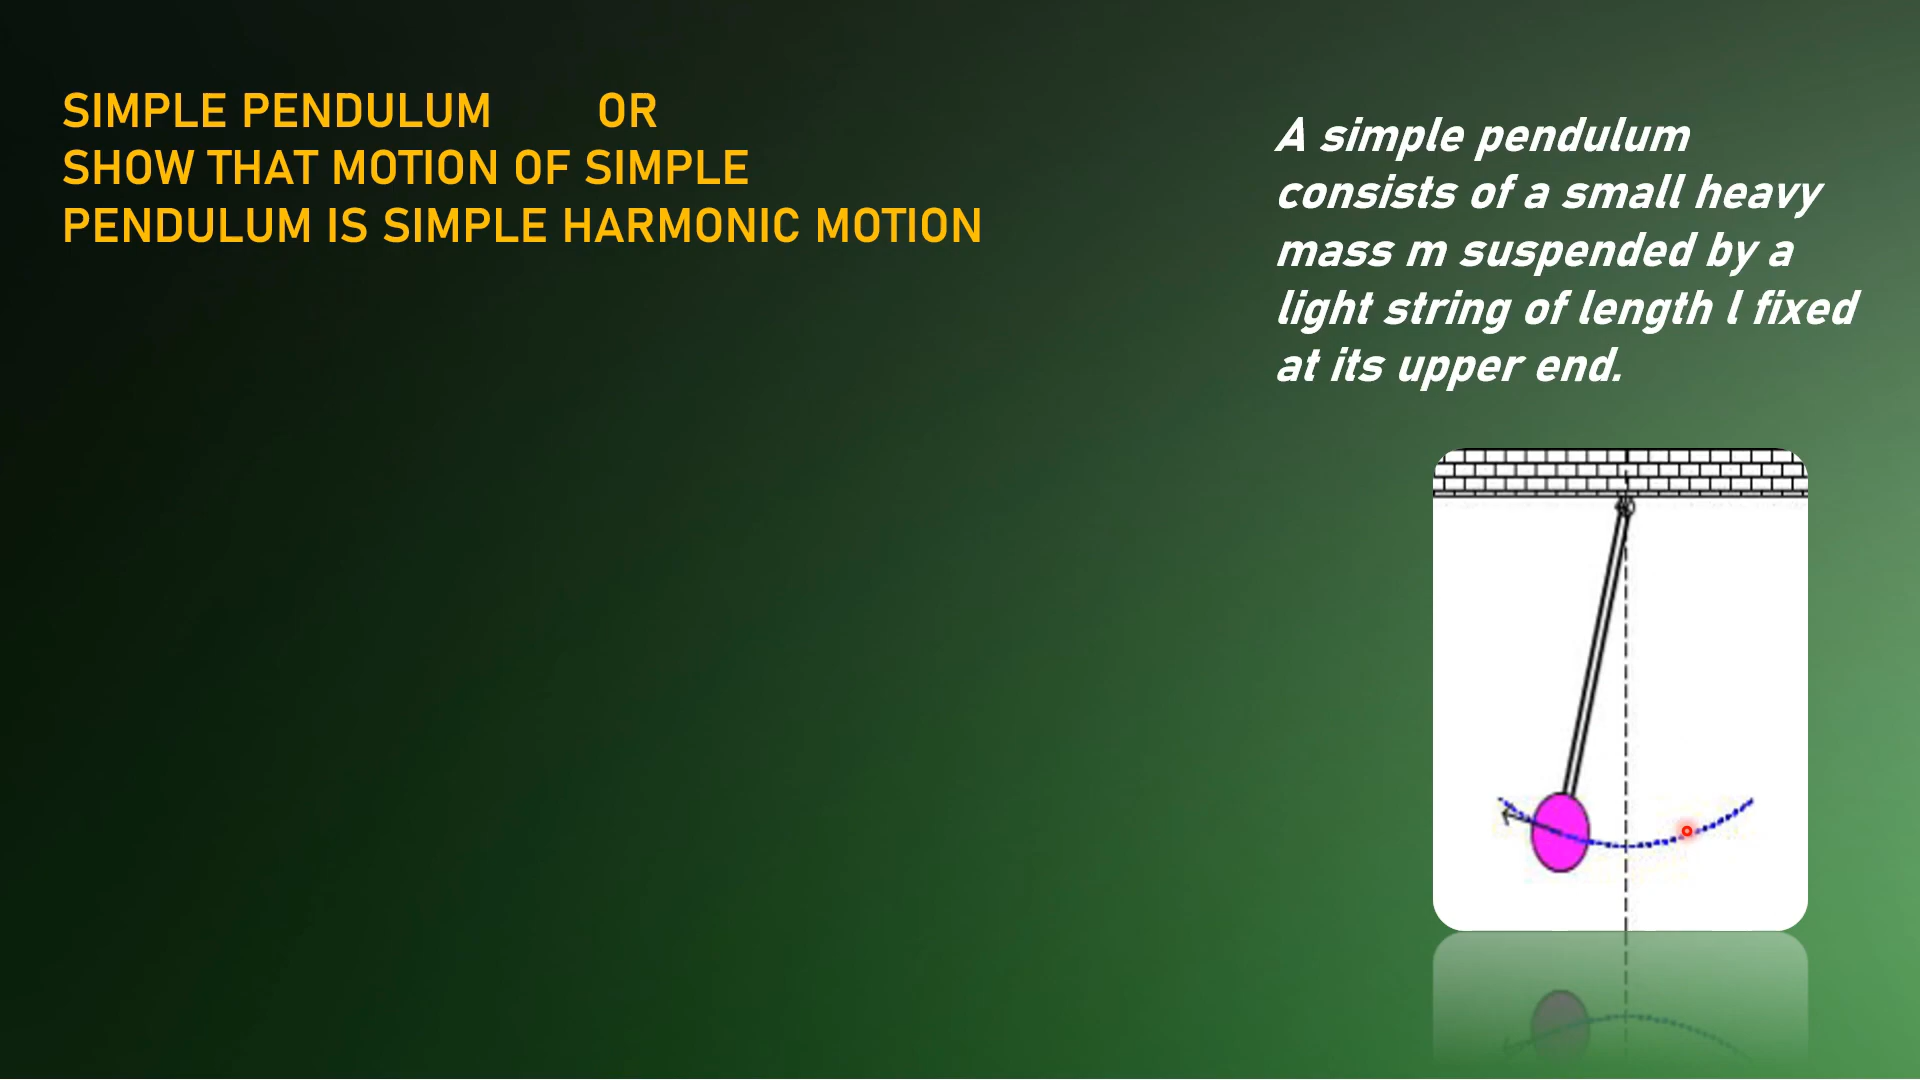 SIMPLE PENDULUM OR
SHOW THAT MOTION OF SIMPLE
PENDULUM IS SIMPLE HARMONIC MOTION
A simple pendulum
consists of a small heavy
mass m suspended by a
light string of length l fixed
at its upper end.